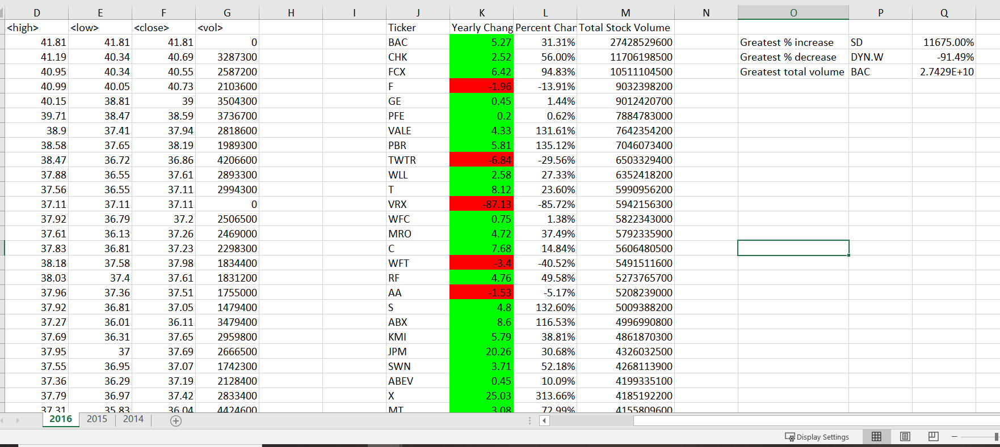 D E F G H I J K L M N O P Q
<high> <low> <close> <vol> Ticker Yearly Chang Percent Chan Total Stock Volume
41.81 41.81 41.81 0 BAC 5.27 31.31% 27428529600 Greatest % increase SD 11675.00%
41.19 40.34 40.69 3287300 CHK 2.52 56.00% 11706198500 Greatest % decrease DYN.W -91.49%
40.95 40.34 40.55 2587200 FCX 6.42 94.83% 10511104500 Greatest total volume BAC 2.7429E+10
40.99 40.05 40.73 2103600 F -1.96 -13.91% 9032398200
40.15 38.81 39 3504300 GE 0.45 1.44% 9012420700
39.71 38.47 38.59 3736700 PFE 0.2 0.62% 7884783000
38.9 37.41 37.94 2818600 VALE 4.33 131.61% 7642354200
38.58 37.65 38.19 1989300 PBR 5.81 135.12% 7046073400
38.47 36.72 36.86 4206600 TWTR -6.84 -29.56% 6503329400
37.88 36.55 37.61 2893300 WLL 2.58 27.33% 6352418200
37.56 36.55 37.11 2994300 T 8.12 23.60% 5990956200
37.11 37.11 37.11 0 VRX -87.13 -85.72% 5942156300
37.92 36.79 37.2 2506500 WFC 0.75 1.38% 5822343000
37.61 36.13 37.26 2469000 MRO 4.72 37.49% 5792335900
37.83 36.81 37.23 2298300 C 7.68 14.84% 5606480500
38.18 37.58 37.98 1834400 WFT -3.4 -40.52% 5491511600
38.03 37.4 37.61 1831200 RF 4.76 49.58% 5273765700
37.96 37.36 37.51 1755000 AA -1.53 -5.17% 5208239000
37.92 36.81 37.05 1479400 S 4.8 132.60% 5009388200
37.27 36.01 36.11 3479400 ABX 8.6 116.53% 4996990800
37.69 36.31 37.65 2959800 KMI 5.79 38.81% 4861870300
37.95 37 37.69 2666500 JPM 20.26 30.68% 4326032500
37.55 36.95 37.07 1742300 SWN 3.71 52.18% 4268113900
37.36 36.29 37.19 2128400 ABEV 0.45 10.09% 4199335100
37.79 36.97 37.42 2833400 X 25.03 313.66% 4185192200
37.31 35.83 36.04 4424600 MT 3.08 72.99% 4155809600
2016 2015 2014
Display Settings